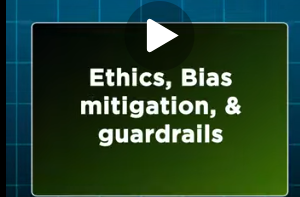 Ethics, Bias
mitigation, &
guardrails